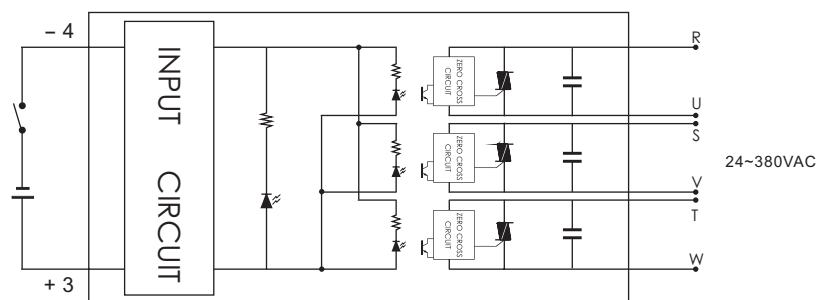 − 4
INPUT CIRCUIT
+ 3
ZERO CROSS
CIRCUIT
ZERO CROSS
CIRCUIT
ZERO CROSS
CIRCUIT
R
U
S
V
T
W
24~380VAC